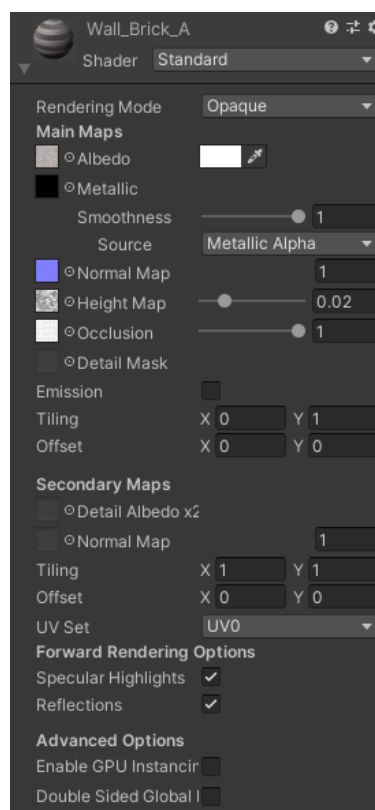 Wall_Brick_A
Shader Standard
Rendering Mode Opaque
Main Maps
Albedo
Metallic
Smoothness 1
Source Metallic Alpha
Normal Map 1
Height Map 0.02
Occlusion 1
Detail Mask
Emission
Tiling X 0 Y 1
Offset X 0 Y 0
Secondary Maps
Detail Albedo x2
Normal Map 1
Tiling X 1 Y 1
Offset X 0 Y 0
UV Set UV0
Forward Rendering Options
Specular Highlights
Reflections
Advanced Options
Enable GPU Instancin
Double Sided Global I